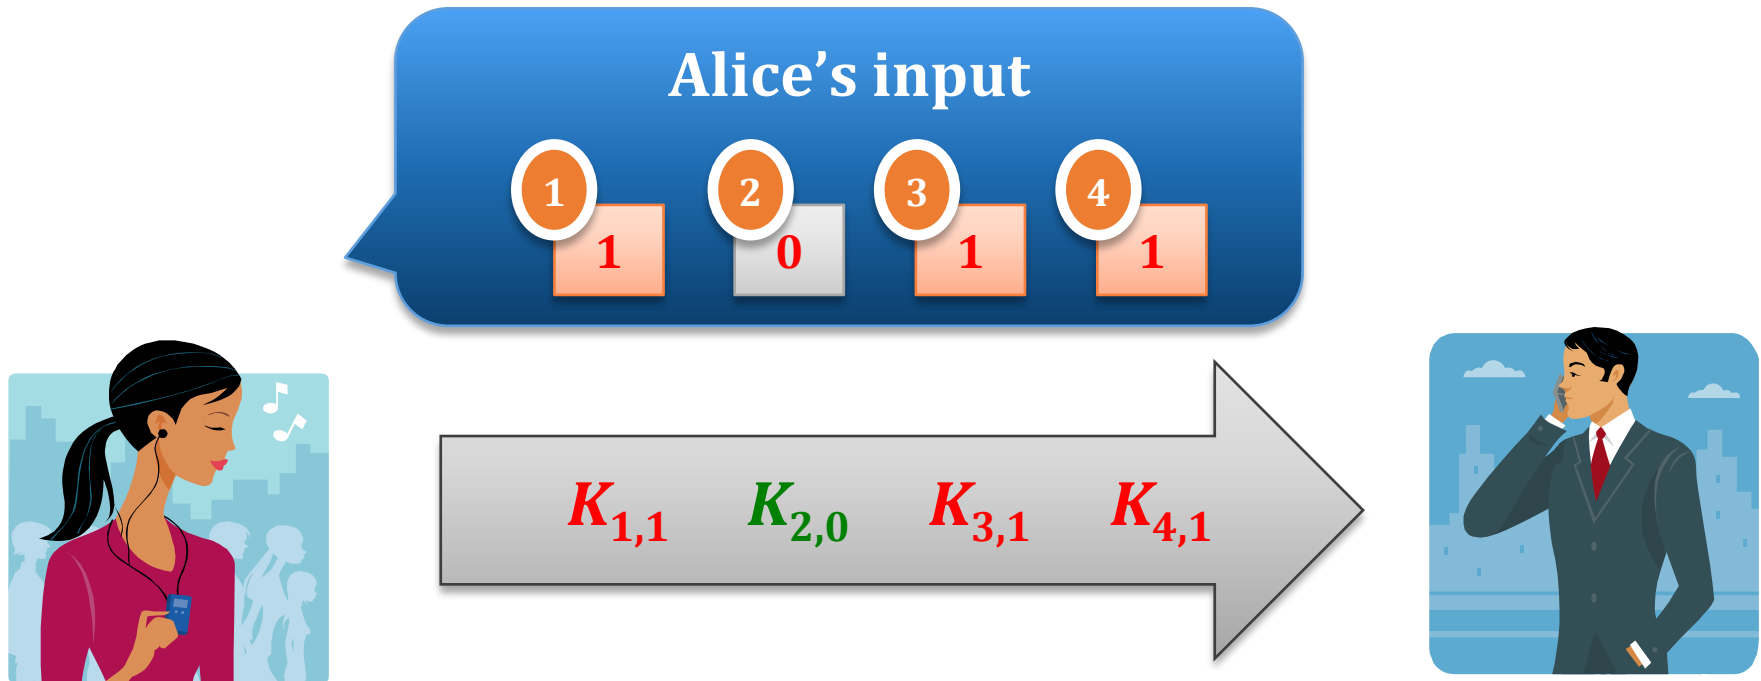 Alice’s input
1 2 3 4
1 0 1 1
K1,1 K2,0 K3,1 K4,1